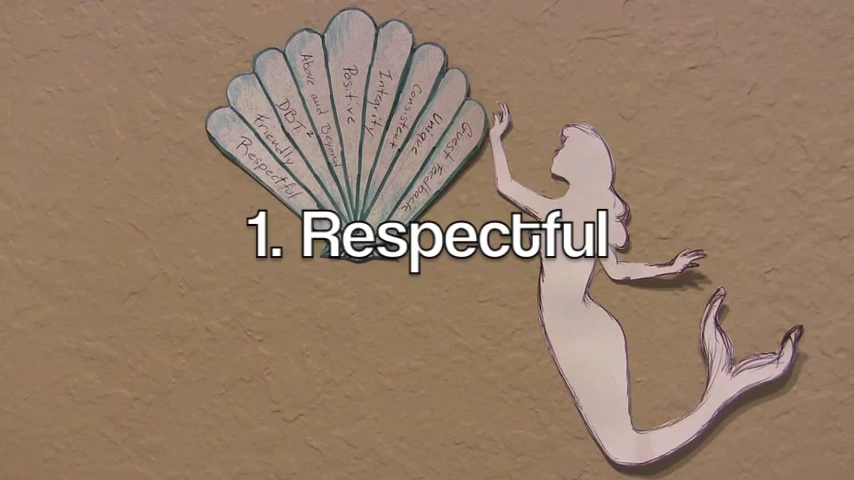 Respectful
Friendly
DBT²
Above and Beyond
Positive
Integrity
Consistent
Unique
Guest Feedback
1. Respectful